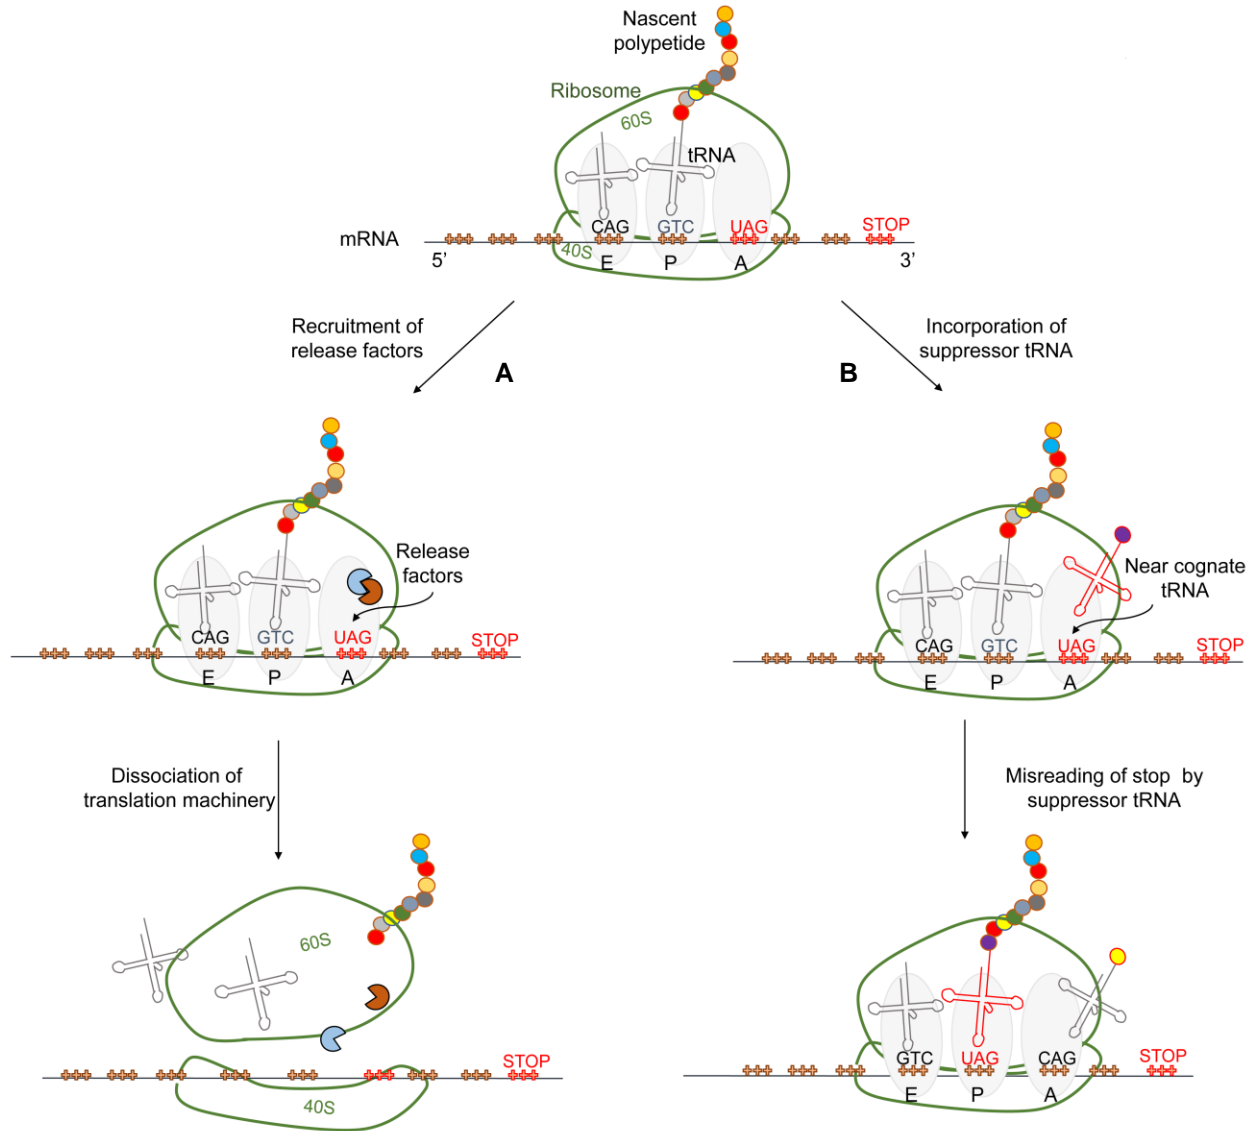 Nascent
polypetide
Ribosome
60S
tRNA
CAG GTC UAG STOP
mRNA
40S
5’ E P A 3’
Recruitment of
release factors
A
Incorporation of
suppressor tRNA
B
Release
factors
CAG GTC UAG STOP
E P A
Near cognate
tRNA
CAG GTC UAG STOP
E P A
Dissociation of
translation machinery
Misreading of stop by
suppressor tRNA
60S
STOP
40S
GTC UAG CAG STOP
E P A